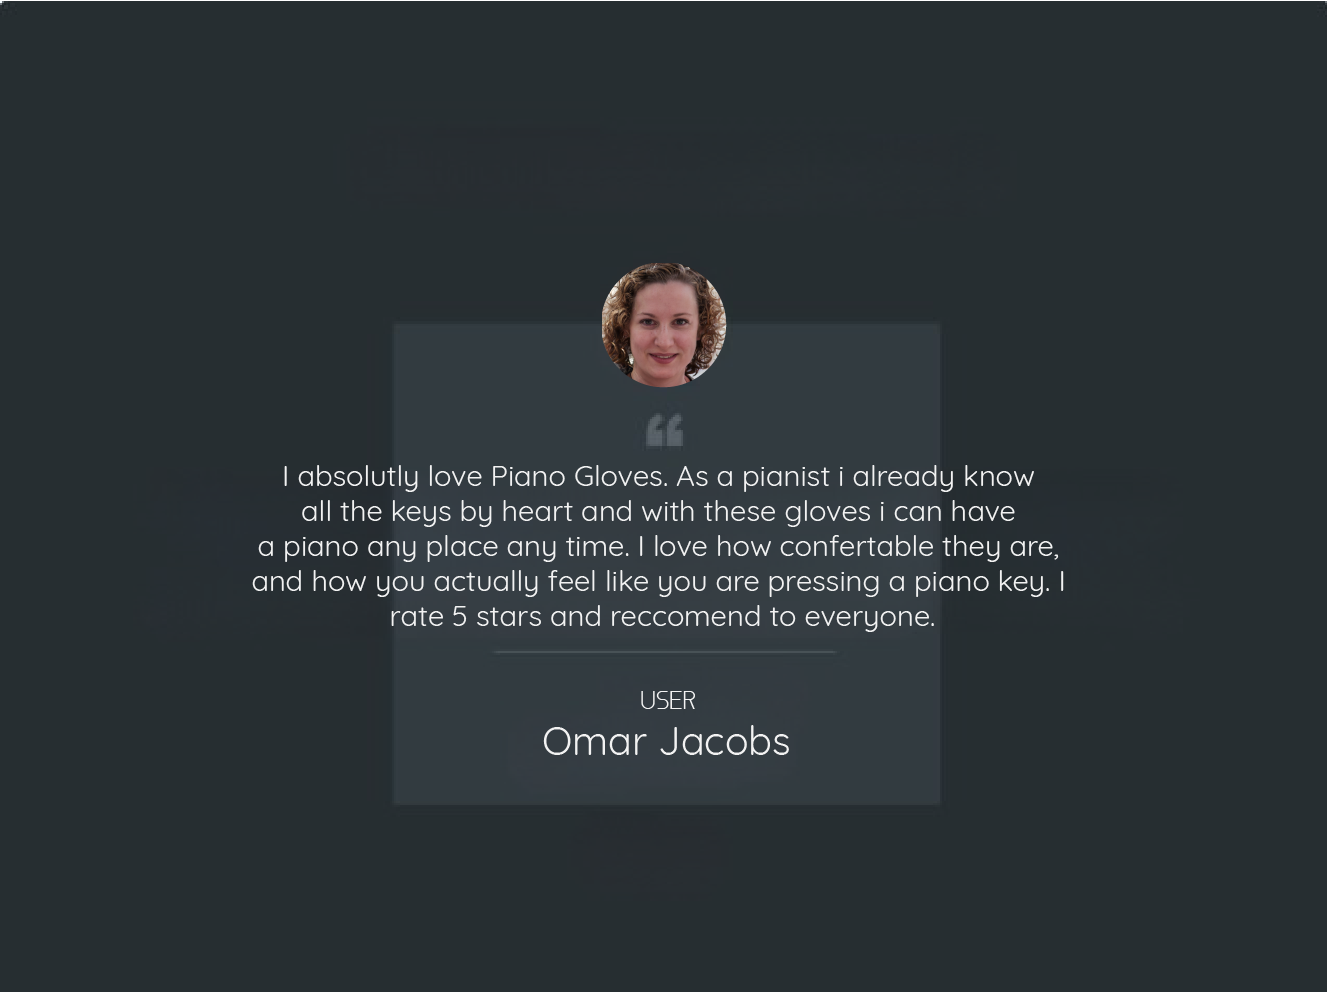 I absolutly love Piano Gloves. As a pianist i already know
all the keys by heart and with these gloves i can have
a piano any place any time. I love how confertable they are,
and how you actually feel like you are pressing a piano key. I
rate 5 stars and reccomend to everyone.
USER
Omar Jacobs